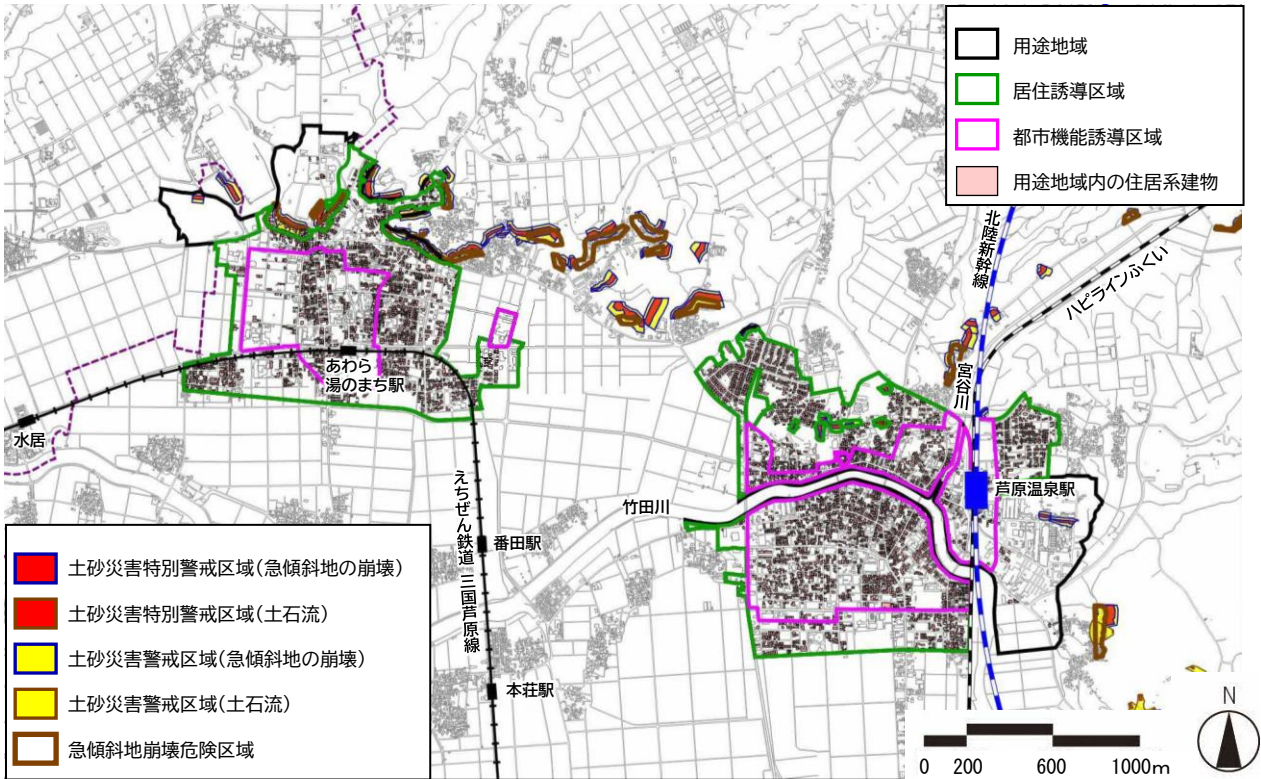 用途地域
居住誘導区域
都市機能誘導区域
用途地域内の住居系建物
北陸新幹線
ハピラインふくい
宮谷川
あわら
湯のまち駅
水居
芦原温泉駅
竹田川
えちぜん鉄道 三国芦原線
番田駅
本荘駅
土砂災害特別警戒区域(急傾斜地の崩壊)
土砂災害特別警戒区域(土石流)
土砂災害警戒区域(急傾斜地の崩壊)
土砂災害警戒区域(土石流)
急傾斜地崩壊危険区域
N
0 200 600 1000m